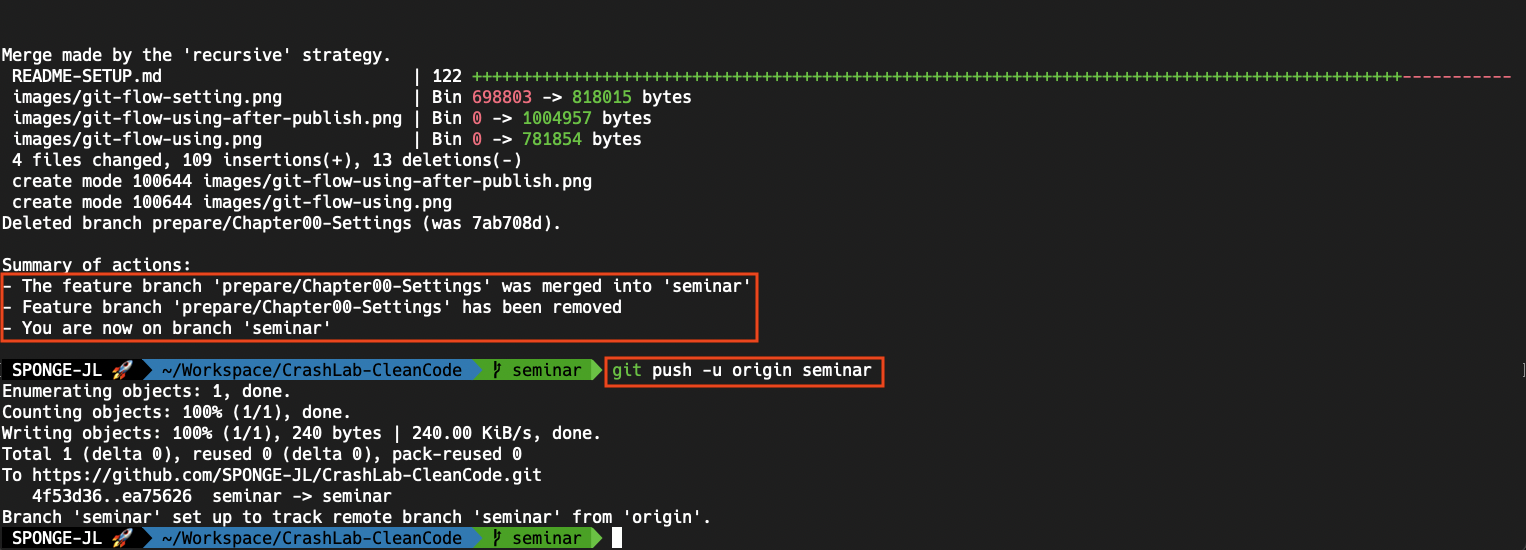 Merge made by the 'recursive' strategy.
 README-SETUP.md                         | 122 +++++++++++++++++++++++++++++++++++++++++++++++++++++++++++++++++++++++++++++++++++++++++++++-----------
 images/git-flow-setting.png             | Bin 698803 -> 818015 bytes
 images/git-flow-using-after-publish.png | Bin 0 -> 1004957 bytes
 images/git-flow-using.png               | Bin 0 -> 781854 bytes
 4 files changed, 109 insertions(+), 13 deletions(-)
 create mode 100644 images/git-flow-using-after-publish.png
 create mode 100644 images/git-flow-using.png
Deleted branch prepare/Chapter00-Settings (was 7ab708d).
Summary of actions:
- The feature branch 'prepare/Chapter00-Settings' was merged into 'seminar'
- Feature branch 'prepare/Chapter00-Settings' has been removed
- You are now on branch 'seminar'
SPONGE-JL 🚀 ~/Workspace/CrashLab-CleanCode seminar git push -u origin seminar
Enumerating objects: 1, done.
Counting objects: 100% (1/1), done.
Writing objects: 100% (1/1), 240 bytes | 240.00 KiB/s, done.
Total 1 (delta 0), reused 0 (delta 0), pack-reused 0
To https://github.com/SPONGE-JL/CrashLab-CleanCode.git
   4f53d36..ea75626  seminar -> seminar
Branch 'seminar' set up to track remote branch 'seminar' from 'origin'.
SPONGE-JL 🚀 ~/Workspace/CrashLab-CleanCode seminar